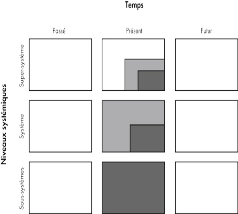 Temps
Passé
Présent
Futur
Niveaux systémiques
Super-système
Système
Sous-systèmes